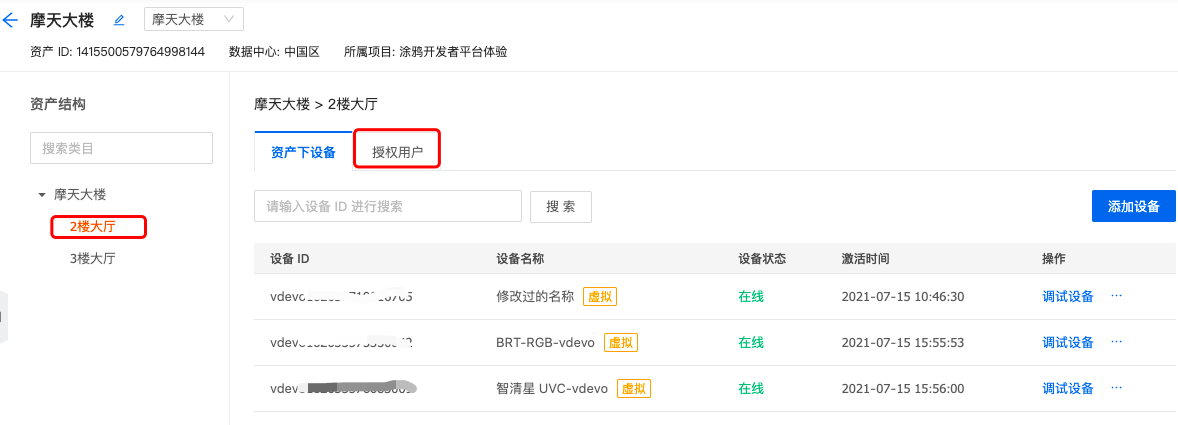 摩天大楼 摩天大楼
资产 ID: 1415500579764998144 数据中心: 中国区 所属项目: 涂鸦开发者平台体验
资产结构
搜索类目
摩天大楼
2楼大厅
3楼大厅
摩天大楼 > 2楼大厅
资产下设备 授权用户
请输入设备 ID 进行搜索 搜 索 添加设备
设备 ID 设备名称 设备状态 激活时间 操作
修改过的名称 虚拟 在线 2021-07-15 10:46:30 调试设备 ···
BRT-RGB-vdevo 虚拟 在线 2021-07-15 15:55:53 调试设备 ···
智清星 UVC-vdevo 虚拟 在线 2021-07-15 15:56:00 调试设备 ···